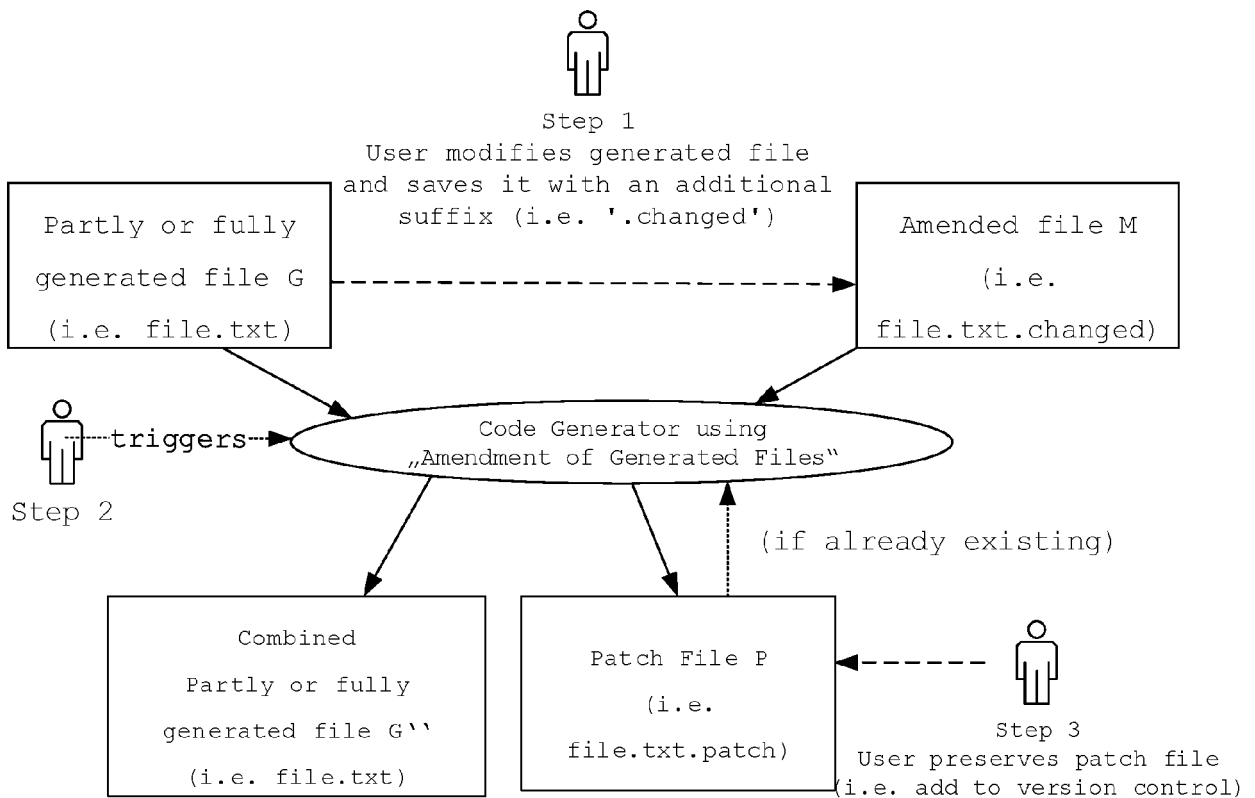 Step 1
User modifies generated file
and saves it with an additional
suffix (i.e. '.changed')
Partly or fully
generated file G
(i.e. file.txt)
Amended file M
(i.e.
file.txt.changed)
triggers
Step 2
Code Generator using
„Amendment of Generated Files“
(if already existing)
Combined
Partly or fully
generated file G‘‘
(i.e. file.txt)
Patch File P
(i.e.
file.txt.patch)
Step 3
User preserves patch file
(i.e. add to version control)